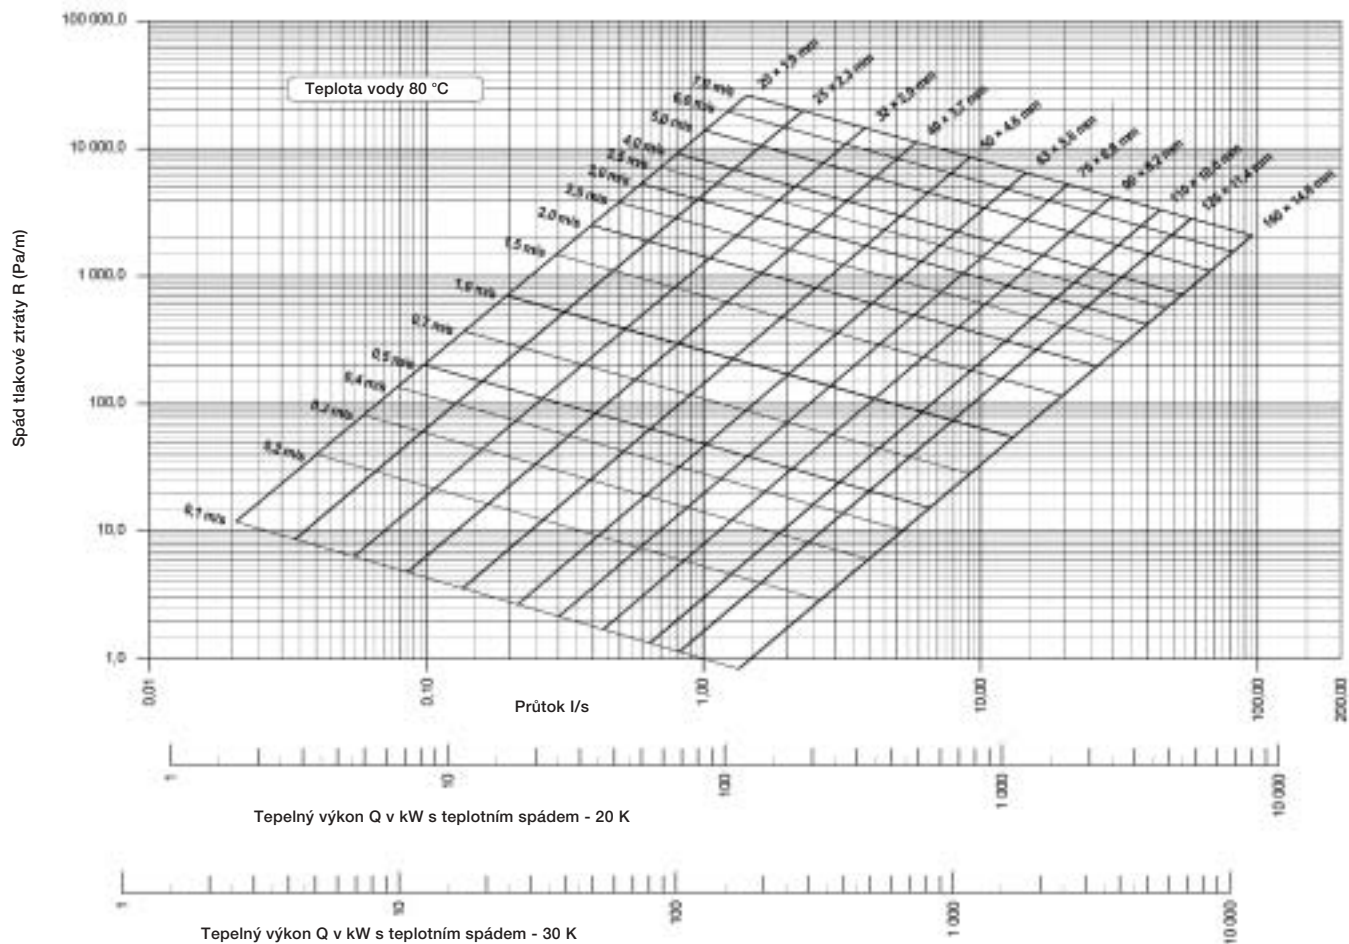 100 000.0
Teplota vody 80 °C
7,0 m/s
6,0 m/s
5,0 m/s
4,0 m/s
3,5 m/s
3,0 m/s
2,5 m/s
2,0 m/s
1,5 m/s
1,0 m/s
0,7 m/s
0,5 m/s
0,4 m/s
0,3 m/s
0,2 m/s
0,1 m/s
20 × 1,9 mm
25 × 2,3 mm
32 × 2,9 mm
40 × 3,7 mm
50 × 4,6 mm
63 × 5,8 mm
75 × 6,8 mm
90 × 8,2 mm
110 × 10,0 mm
125 × 11,4 mm
160 × 14,6 mm
10 000.0
1 000.0
100.0
10,0
1,0
Spád tlakové ztráty R (Pa/m)
0.01
0.10
1,00
10.00
100.00
200.00
Průtok l/s
1
10
100
1 000
10 000
Tepelný výkon Q v kW s teplotním spádem - 20 K
1
10
100
1 000
10 000
Tepelný výkon Q v kW s teplotním spádem - 30 K